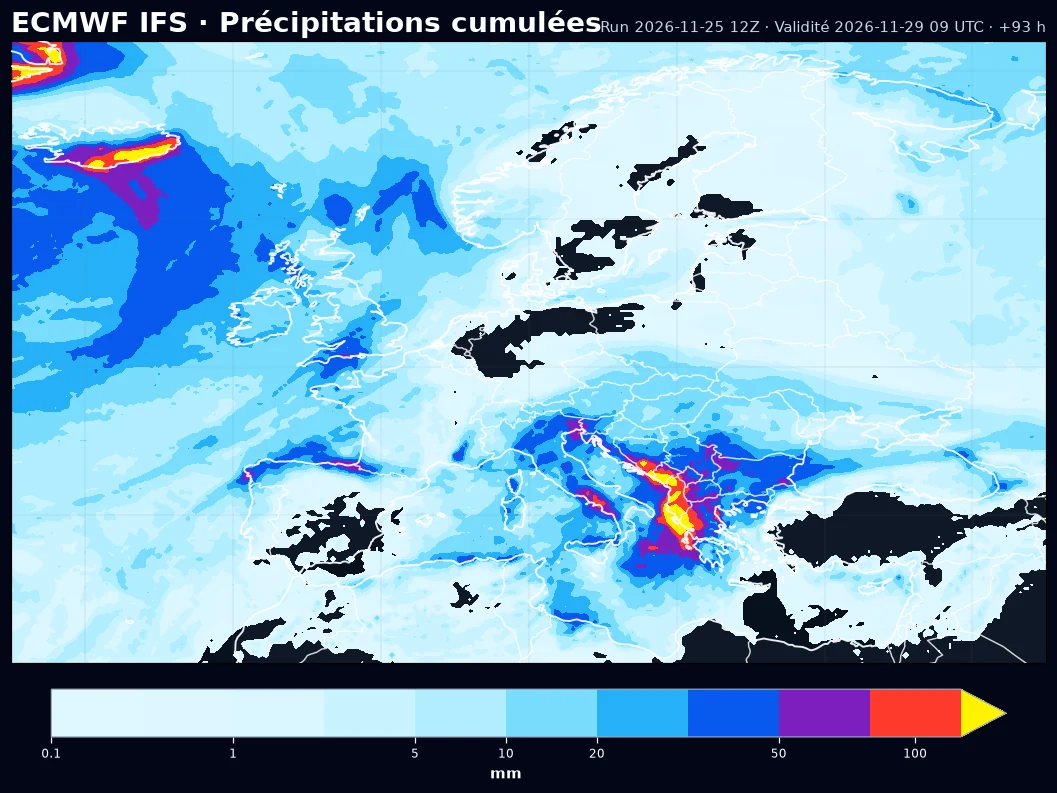 ECMWF IFS · Précipitations cumulées
Run 2026-11-25 12Z · Validité 2026-11-29 09 UTC · +93 h
0.1 1 5 10 20 50 100
mm